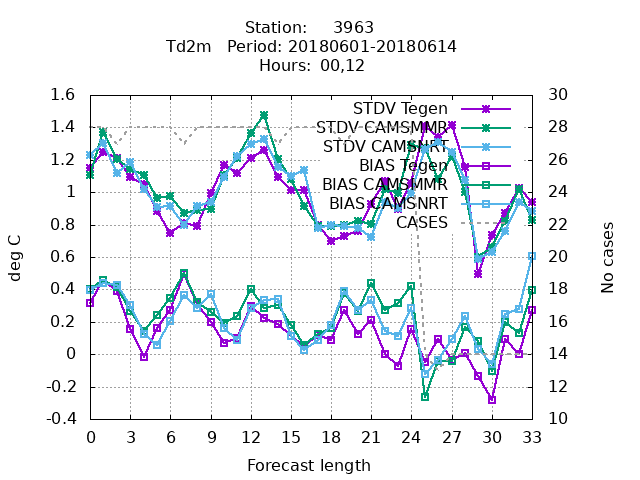 Station: 3963
Td2m Period: 20180601-20180614
Hours: 00,12
1.6
1.4
1.2
1
0.8
0.6
0.4
0.2
0
-0.2
-0.4
30
28
26
24
22
20
18
16
14
12
10
0 3 6 9 12 15 18 21 24 27 30 33
deg C
No cases
Forecast length
STDV Tegen
STDV CAMSMMR
STDV CAMSNRT
BIAS Tegen
BIAS CAMSMMR
BIAS CAMSNRT
CASES